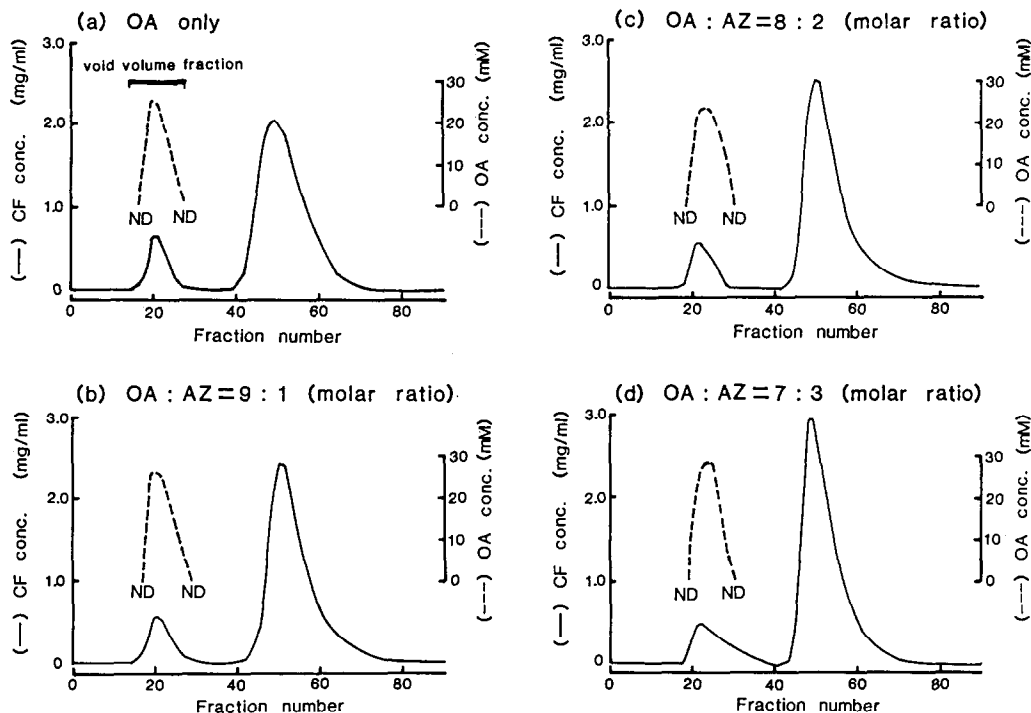 (a) OA only
void volume fraction
(—) CF conc. (mg/ml)
3.0
2.0
1.0
0
ND ND
30
20
10
0
(---) OA conc. (mM)
0 20 40 60 80
Fraction number
(c) OA : AZ = 8 : 2 (molar ratio)
(—) CF conc. (mg/ml)
3.0
2.0
1.0
0
ND ND
30
20
10
0
(---) OA conc. (mM)
0 20 40 60 80
Fraction number
(b) OA : AZ = 9 : 1 (molar ratio)
(—) CF conc. (mg/ml)
3.0
2.0
1.0
0
ND ND
30
20
10
0
(---) OA conc. (mM)
0 20 40 60 80
Fraction number
(d) OA : AZ = 7 : 3 (molar ratio)
(—) CF conc. (mg/ml)
3.0
2.0
1.0
0
ND ND
30
20
10
0
(---) OA conc. (mM)
0 20 40 60 80
Fraction number